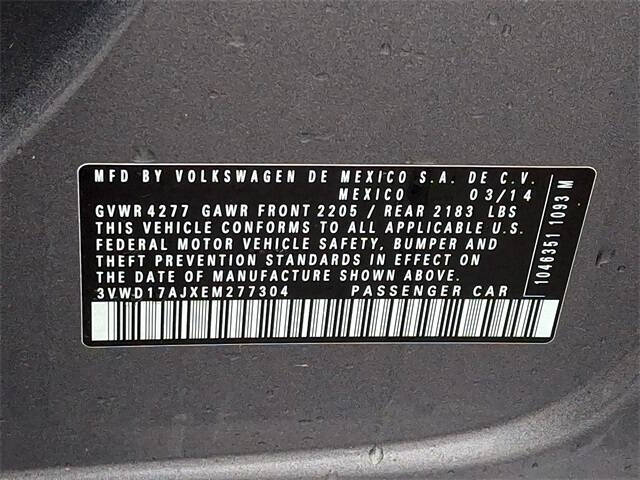 MFD BY VOLKSWAGEN DE MEXICO S.A. DE C.V.
MEXICO 03/14
GVWR 4277 GAWR FRONT 2205 / REAR 2183 LBS
THIS VEHICLE CONFORMS TO ALL APPLICABLE U.S.
FEDERAL MOTOR VEHICLE SAFETY, BUMPER AND
THEFT PREVENTION STANDARDS IN EFFECT ON
THE DATE OF MANUFACTURE SHOWN ABOVE.
3VWD17AJXEM277304 PASSENGER CAR
1046351 1093 M